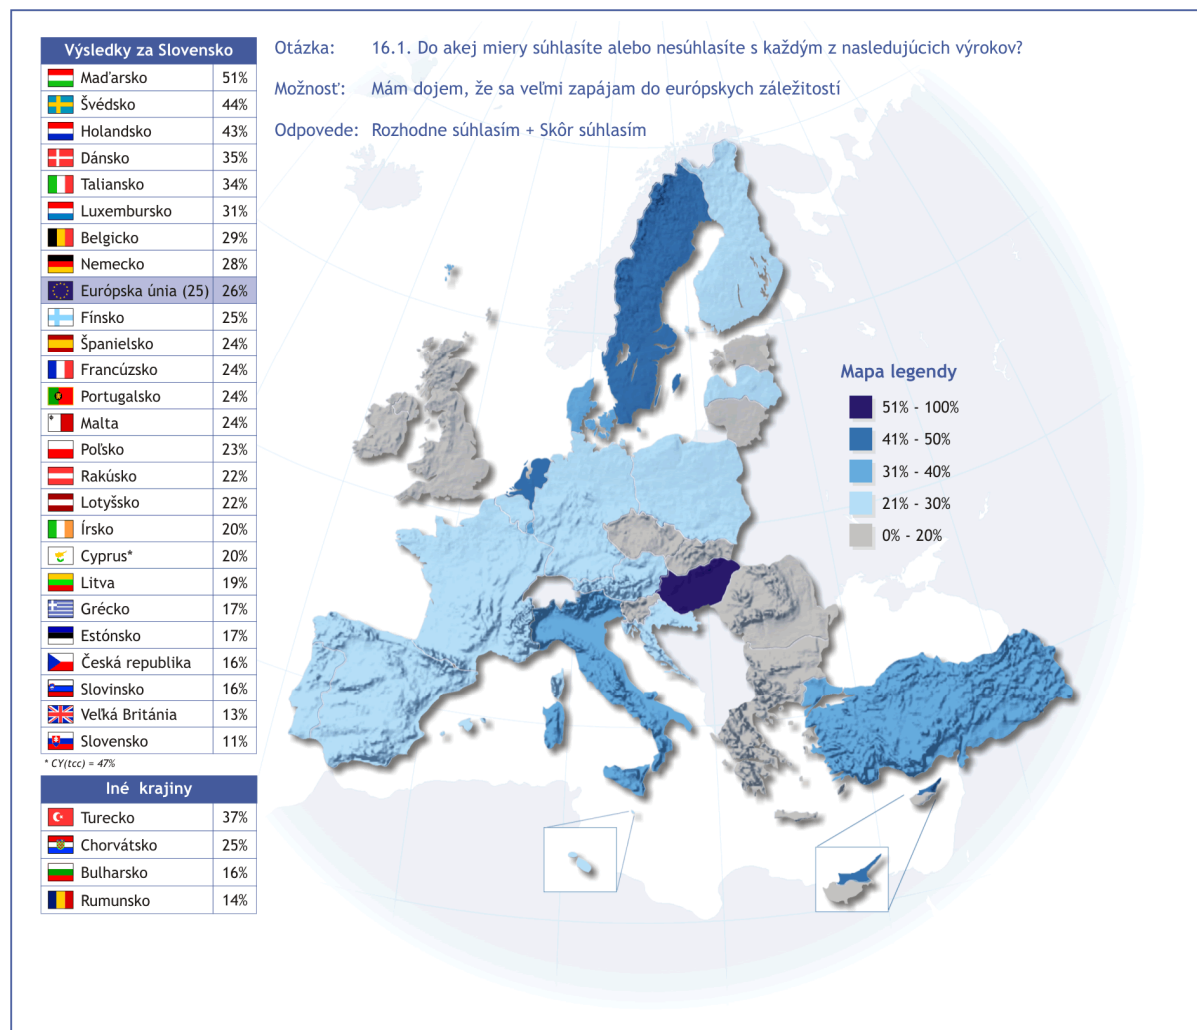 Výsledky za Slovensko
Maďarsko 51%
Švédsko 44%
Holandsko 43%
Dánsko 35%
Taliansko 34%
Luxembursko 31%
Belgicko 29%
Nemecko 28%
Európska únia (25) 26%
Fínsko 25%
Španielsko 24%
Francúzsko 24%
Portugalsko 24%
Malta 24%
Poľsko 23%
Rakúsko 22%
Lotyšsko 22%
Írsko 20%
Cyprus* 20%
Litva 19%
Grécko 17%
Estónsko 17%
Česká republika 16%
Slovinsko 16%
Veľká Británia 13%
Slovensko 11%
* CY(tcc) = 47%
Iné krajiny
Turecko 37%
Chorvátsko 25%
Bulharsko 16%
Rumunsko 14%
Otázka: 16.1. Do akej miery súhlasíte alebo nesúhlasíte s každým z nasledujúcich výrokov?
Možnosť: Mám dojem, že sa veľmi zapájam do európskych záležitostí
Odpovede: Rozhodne súhlasím + Skôr súhlasím
Mapa legendy
51% - 100%
41% - 50%
31% - 40%
21% - 30%
0% - 20%